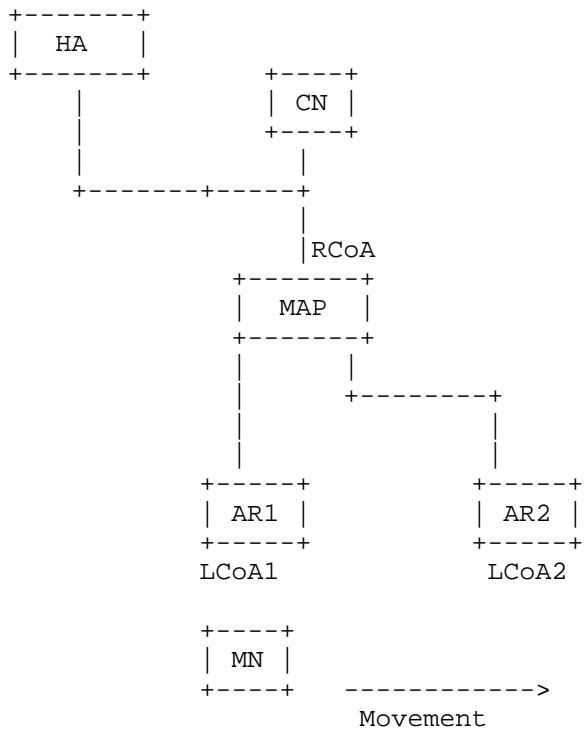 HA
CN
RCoA
MAP
AR1 AR2
LCoA1 LCoA2
MN
Movement